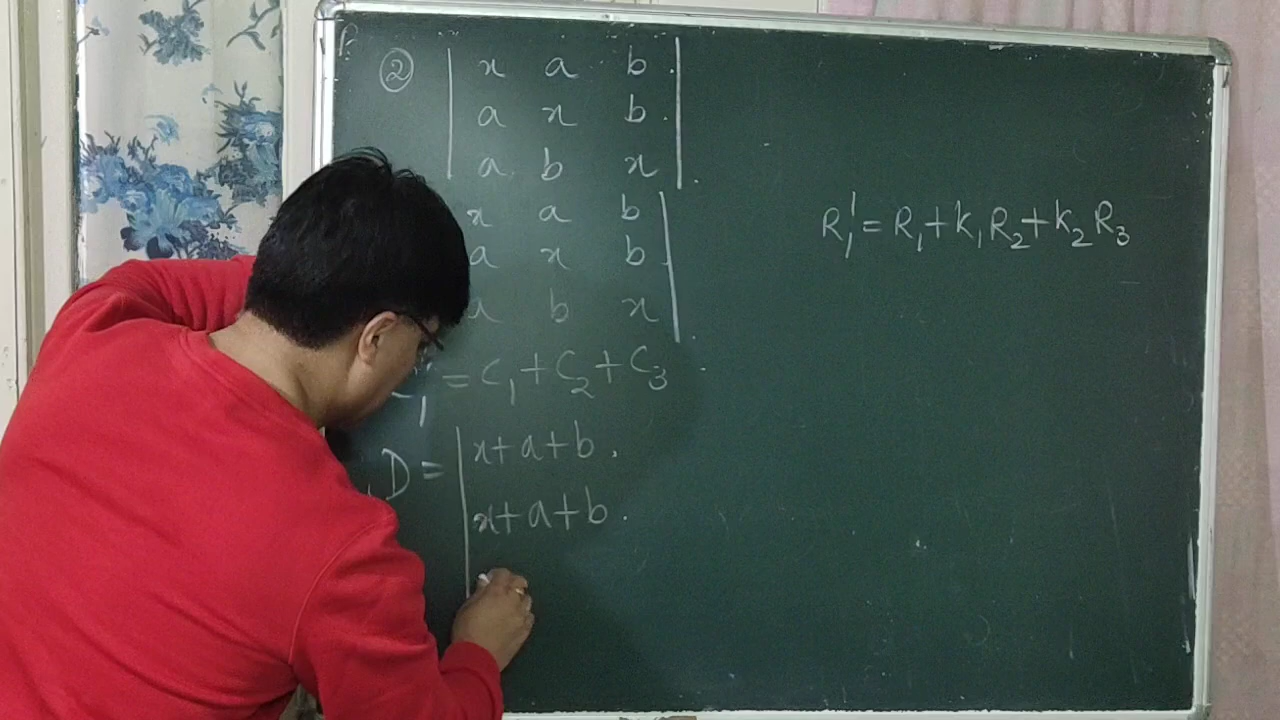 ② | x a b |
a x b
a b x
x a b
a x b
a b x
R₁' = R₁ + k₁R₂ + k₂R₃
= C₁ + C₂ + C₃
D = | x+a+b
x+a+b